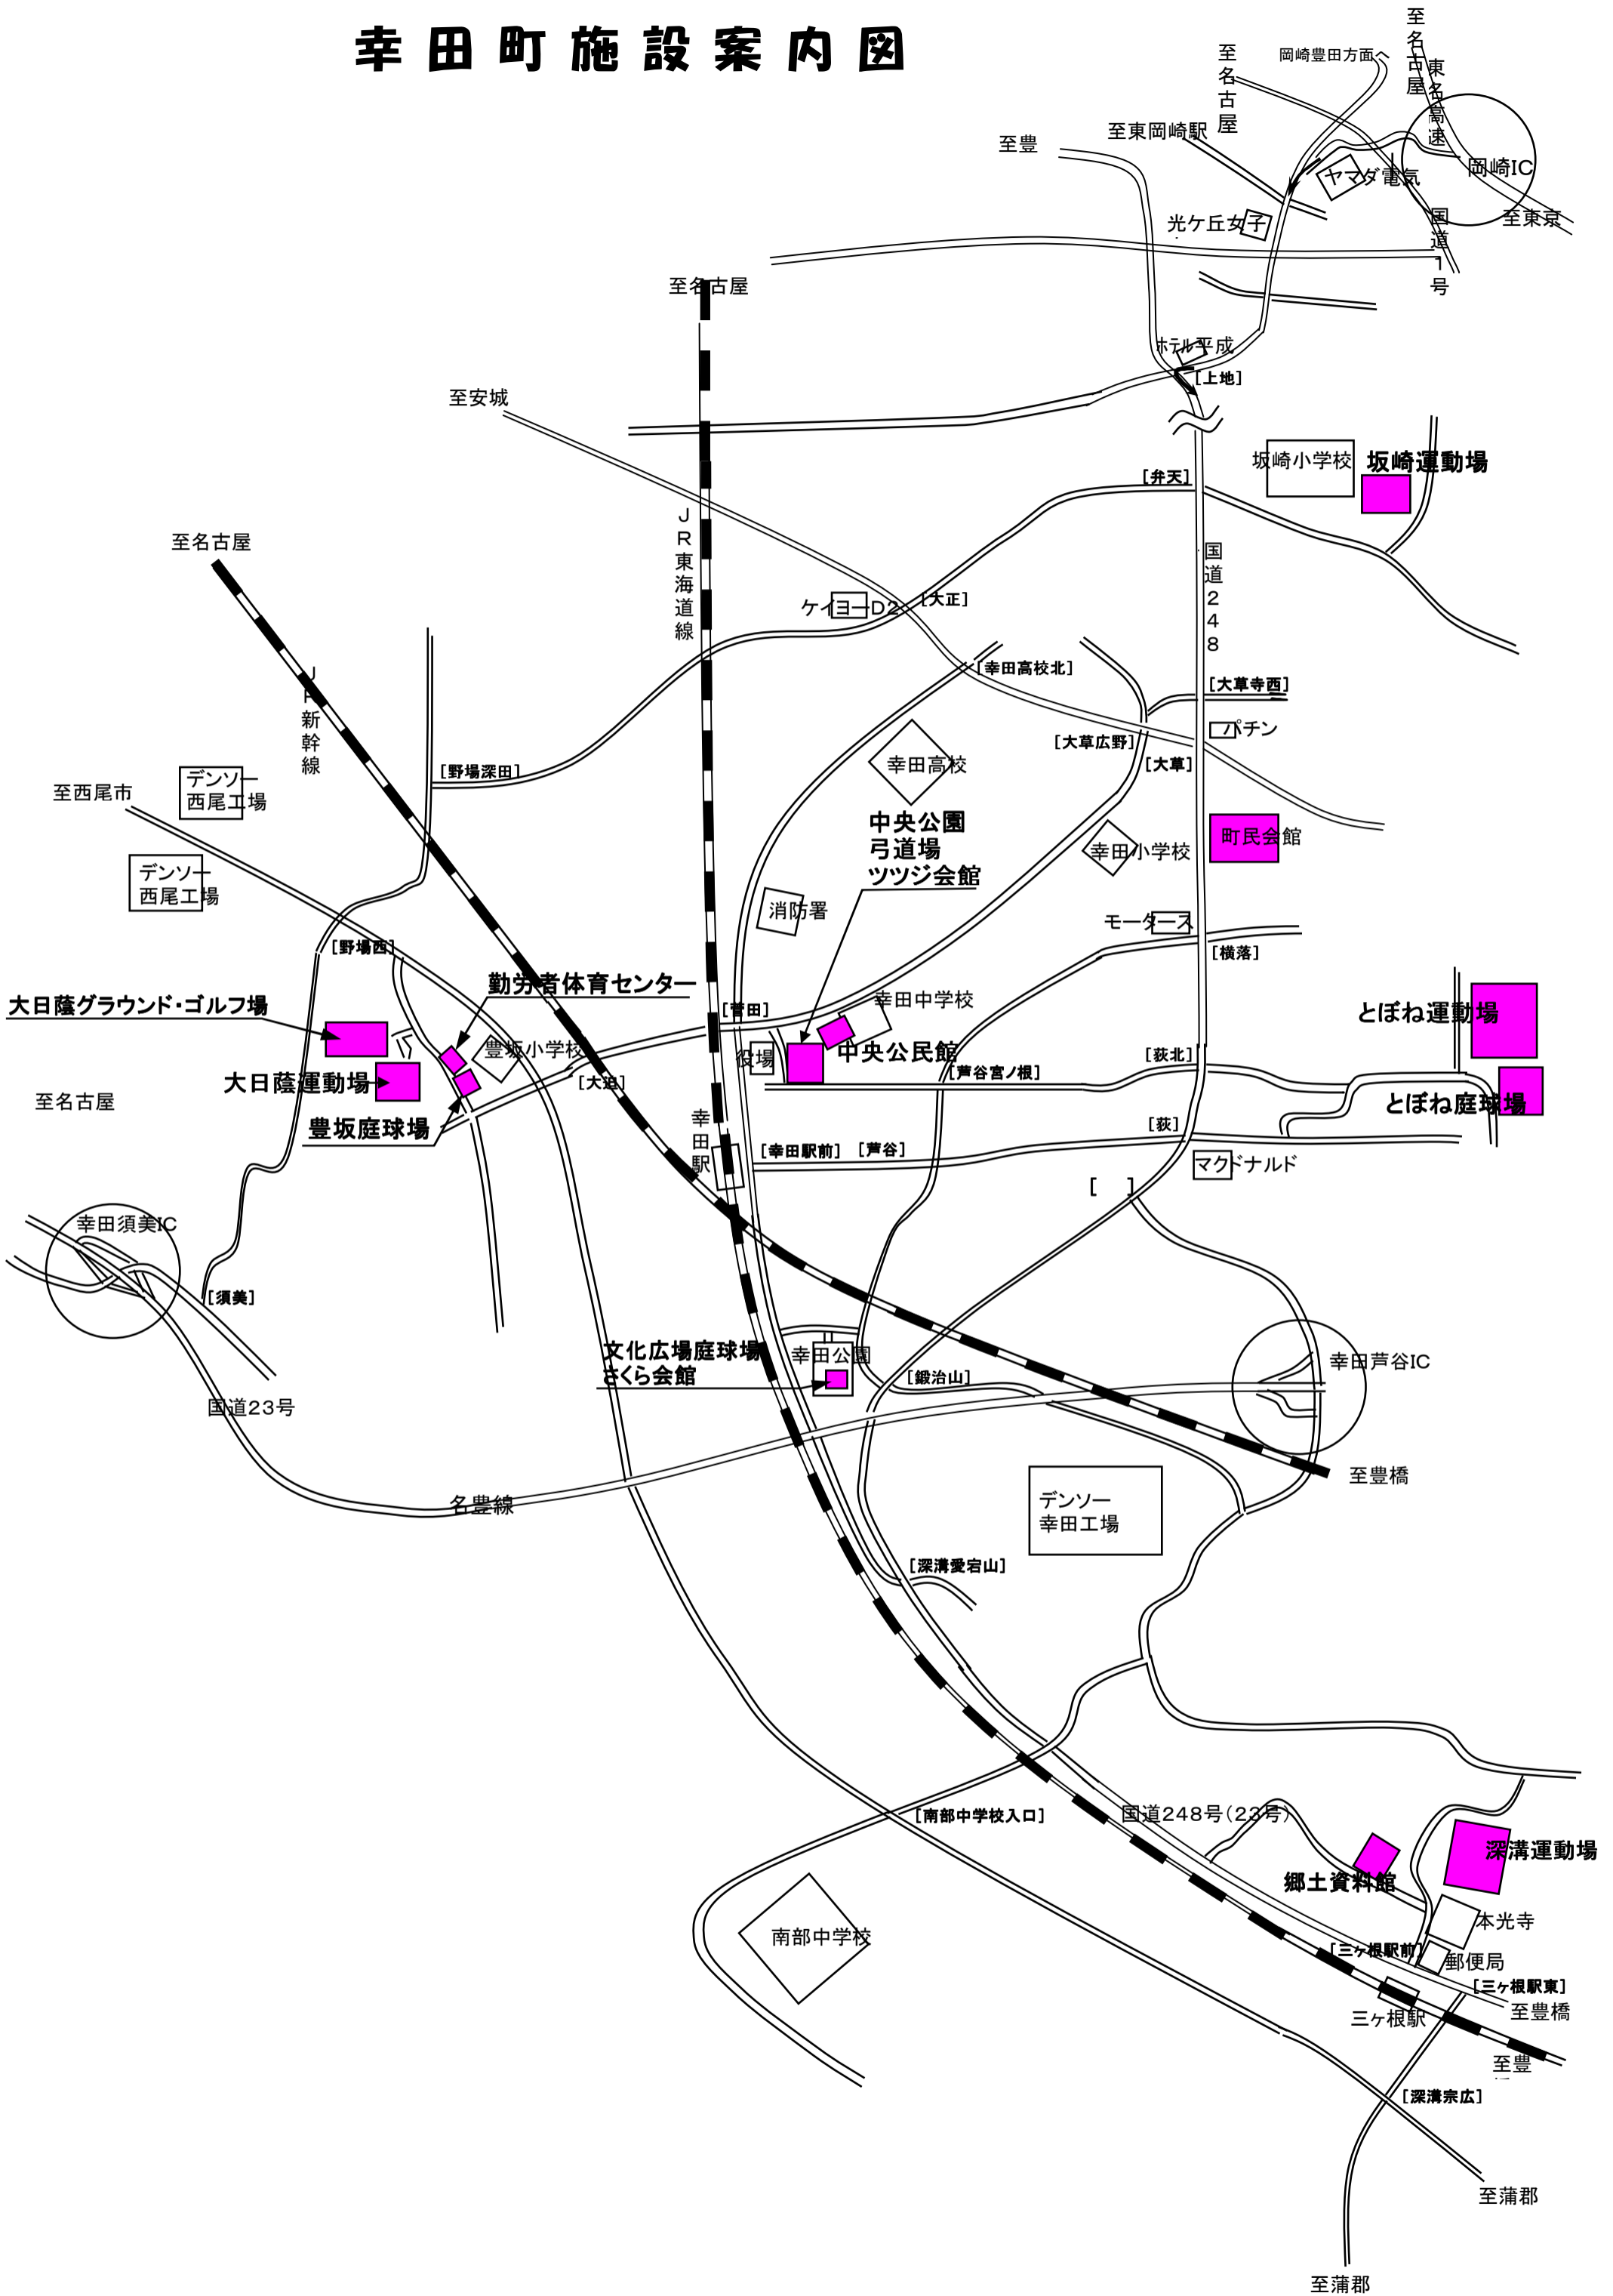 幸田町施設案内図
至名古屋
東名高速
至名古屋
岡崎豊田方面へ
至東岡崎駅
至豊
岡崎IC
ヤマダ電気
至東京
光ケ丘女子
国道1号
至名古屋
ホテル平成
[上地]
至安城
坂崎小学校
坂崎運動場
[弁天]
JR東海道線
国道248
至名古屋
ケイヨーD2
[大正]
JR新幹線
[幸田高校北]
[大草寺西]
パチン
[大草広野]
[大草]
幸田高校
[野場深田]
デンソー
西尾工場
至西尾市
中央公園
弓道場
ツツジ会館
町民会館
幸田小学校
デンソー
西尾工場
消防署
モータース
[横落]
[野場西]
勤労者体育センター
大日蔭グラウンド・ゴルフ場
[菅田]
幸田中学校
とぼね運動場
豊坂小学校
役場
中央公民館
[荻北]
[芦谷宮ノ根]
大日蔭運動場
[大迫]
至名古屋
とぼね庭球場
豊坂庭球場
幸田駅
[荻]
[幸田駅前]
[芦谷]
マクドナルド
[ ]
幸田須美IC
[須美]
文化広場庭球場
さくら会館
幸田公園
幸田芦谷IC
[鍛治山]
国道23号
至豊橋
名豊線
デンソー
幸田工場
[深溝愛宕山]
国道248号(23号)
[南部中学校入口]
深溝運動場
郷土資料館
南部中学校
本光寺
[三ヶ根駅前]
郵便局
[三ヶ根駅東]
至豊橋
三ヶ根駅
至豊
[深溝宗広]
至蒲郡
至蒲郡